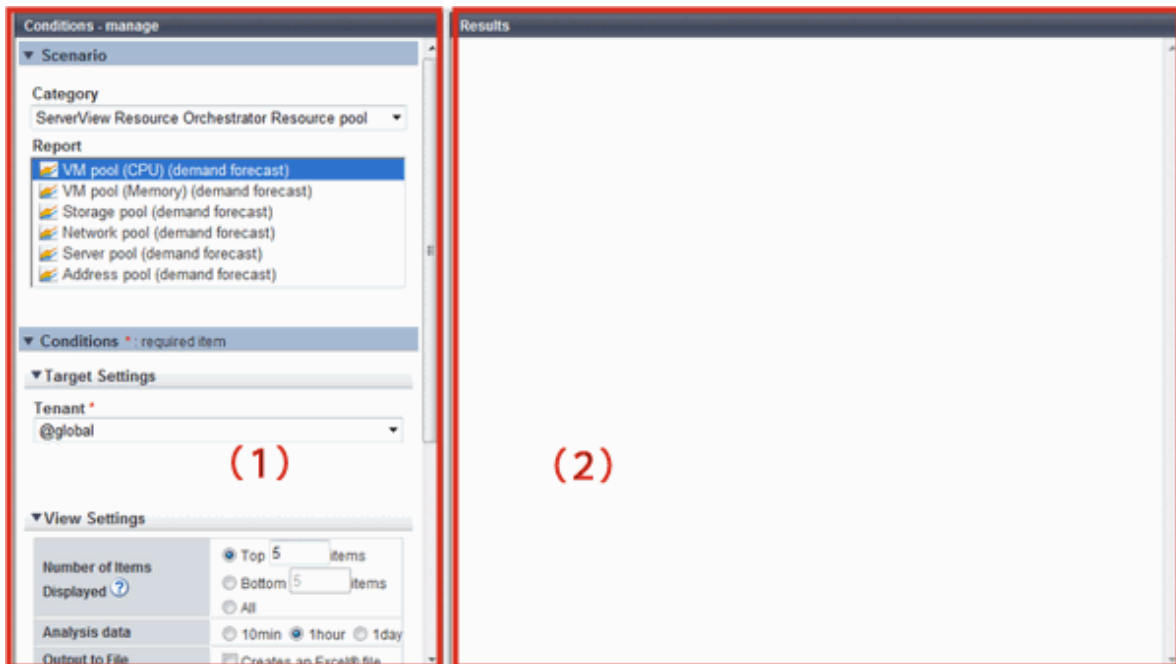 Conditions - manage
Scenario
Category
ServerView Resource Orchestrator Resource pool
Report
VM pool (CPU) (demand forecast)
VM pool (Memory) (demand forecast)
Storage pool (demand forecast)
Network pool (demand forecast)
Server pool (demand forecast)
Address pool (demand forecast)
Conditions * : required item
Target Settings
Tenant *
@global
(1)
View Settings
Number of Items Displayed ?
Top 5 items
Bottom 5 items
All
Analysis data 10min 1hour 1day
Output to File Creates an Excel® file
Results
(2)